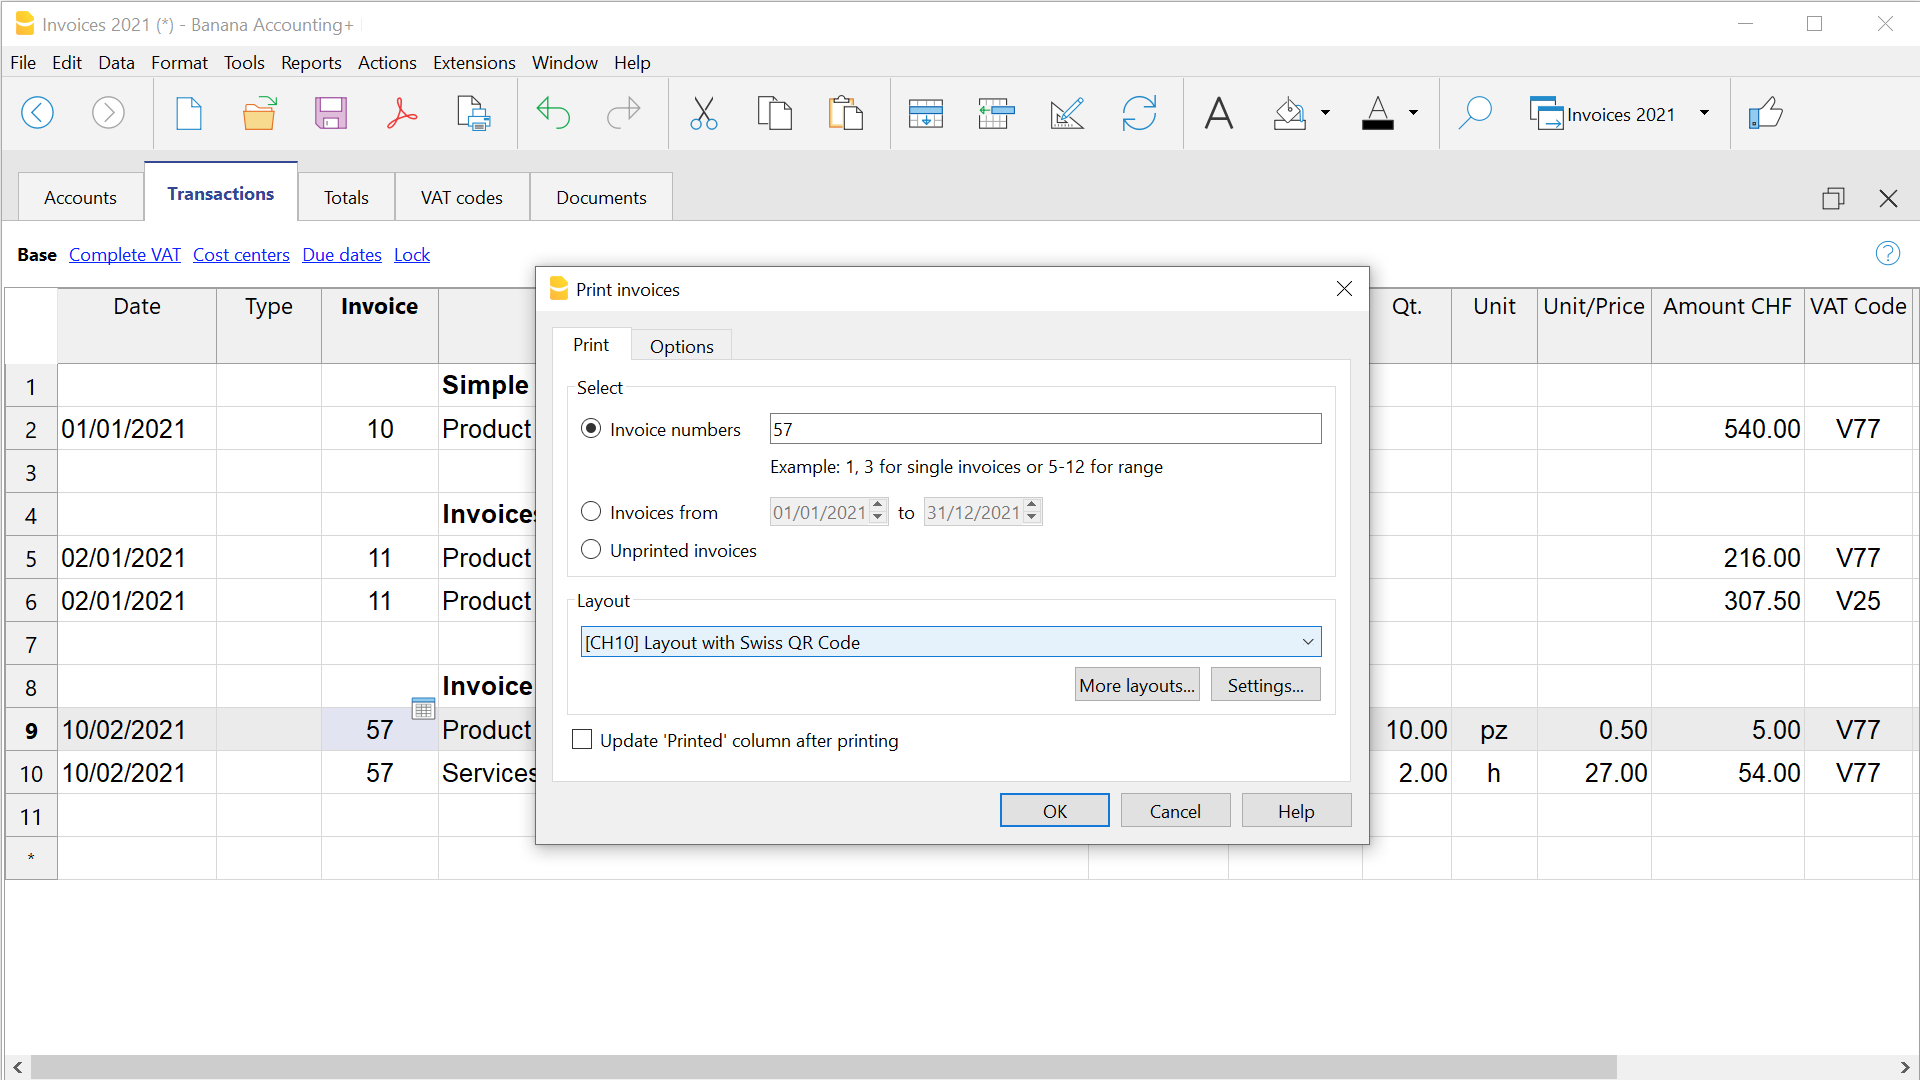 Invoices 2021 (*) - Banana Accounting+
File Edit Data Format Tools Reports Actions Extensions Window Help
Invoices 2021
Accounts Transactions Totals VAT codes Documents
Base Complete VAT Cost centers Due dates Lock
Date Type Invoice Qt. Unit Unit/Price Amount CHF VAT Code
1 Simple
2 01/01/2021 10 Product 540.00 V77
3
4 Invoices
5 02/01/2021 11 Product 216.00 V77
6 02/01/2021 11 Product 307.50 V25
7
8 Invoice
9 10/02/2021 57 Product 10.00 pz 0.50 5.00 V77
10 10/02/2021 57 Services 2.00 h 27.00 54.00 V77
11
*
Print invoices
Print Options
Select
Invoice numbers 57
Example: 1, 3 for single invoices or 5-12 for range
Invoices from 01/01/2021 to 31/12/2021
Unprinted invoices
Layout
[CH10] Layout with Swiss QR Code
More layouts... Settings...
Update 'Printed' column after printing
OK Cancel Help